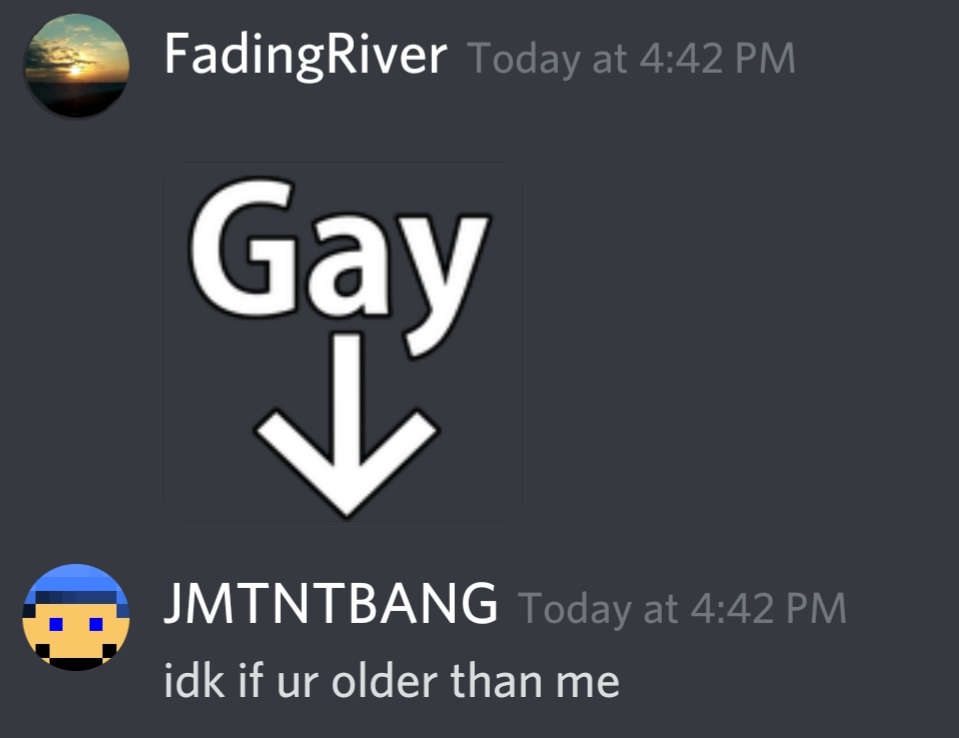 FadingRiver Today at 4:42 PM
Gay
JMTNTBANG Today at 4:42 PM
idk if ur older than me